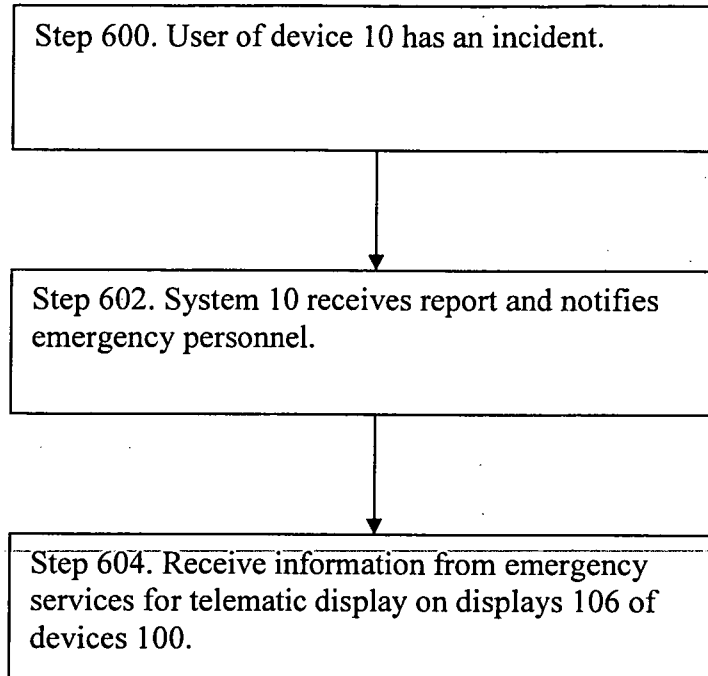 Step 600. User of device 10 has an incident.
Step 602. System 10 receives report and notifies
emergency personnel.
Step 604. Receive information from emergency
services for telematic display on displays 106 of
devices 100.